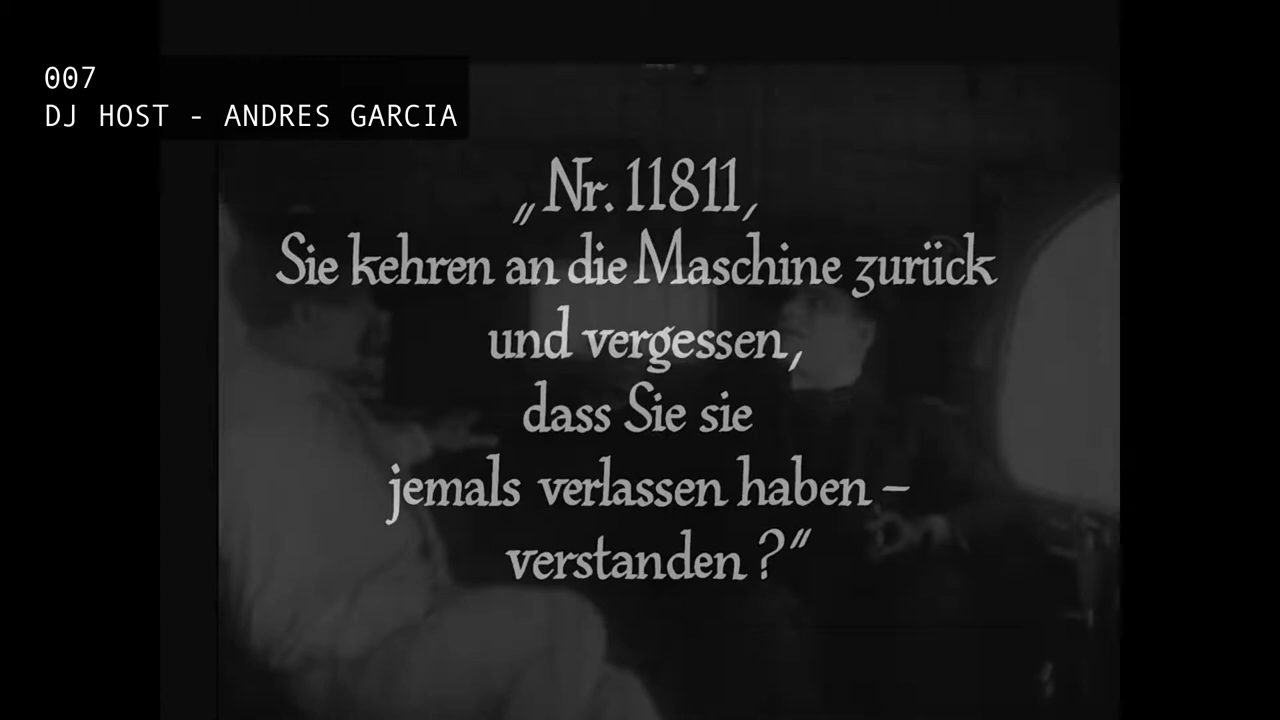 007
DJ HOST - ANDRES GARCIA
„Nr. 11811,
Sie kehren an die Maschine zurück
und vergessen,
dass Sie sie
jemals verlassen haben –
verstanden ?"